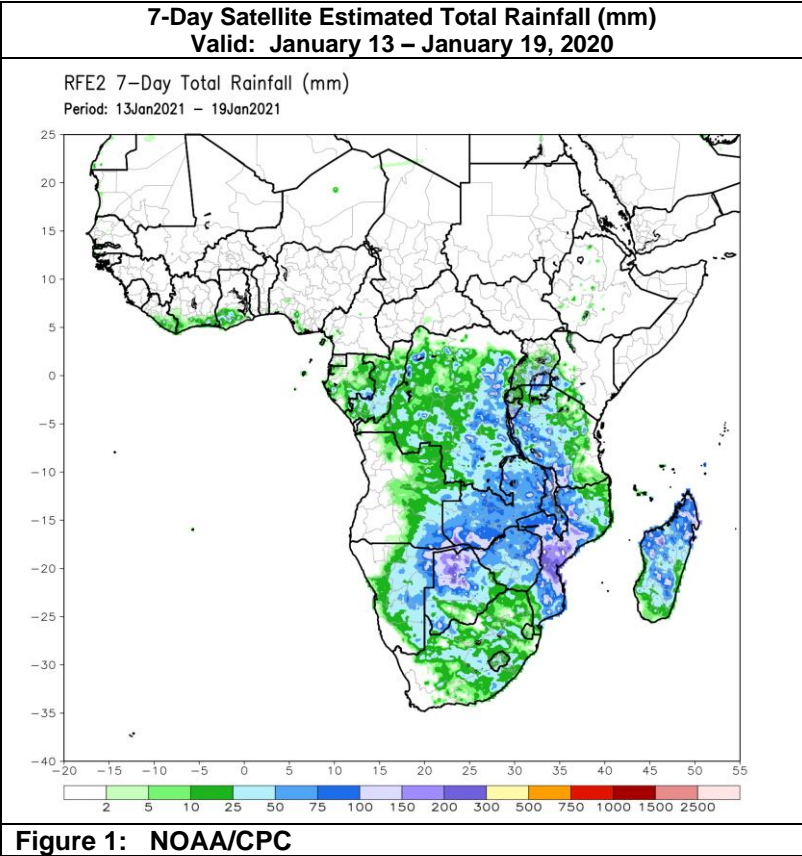 7-Day Satellite Estimated Total Rainfall (mm)
Valid:  January 13 – January 19, 2020
RFE2 7-Day Total Rainfall (mm)
Period: 13Jan2021 – 19Jan2021
25
20
15
10
5
0
-5
-10
-15
-20
-25
-30
-35
-40
-20 -15 -10 -5 0 5 10 15 20 25 30 35 40 45 50 55
2 5 10 25 50 75 100 150 200 300 500 750 1000 1500 2500
Figure 1:   NOAA/CPC